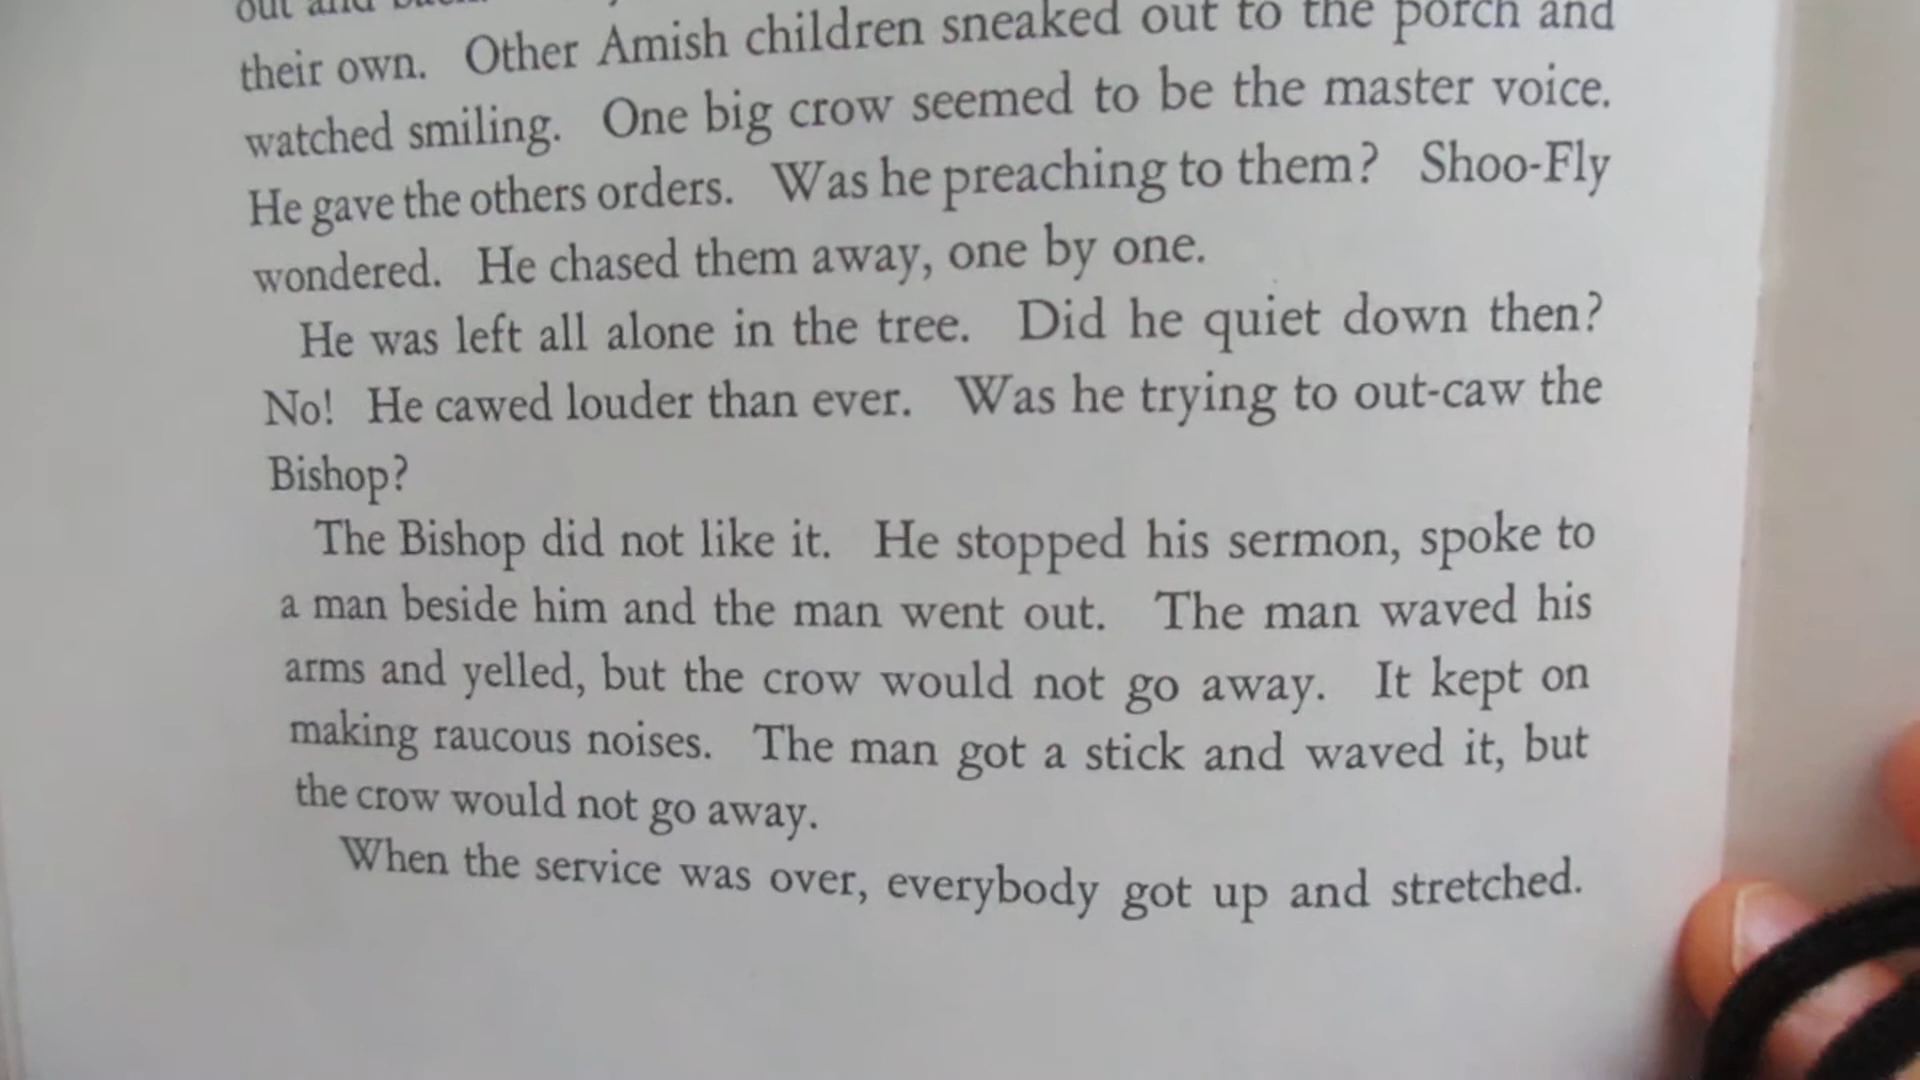 out and
their own. Other Amish children sneaked out to the porch and
watched smiling. One big crow seemed to be the master voice.
He gave the others orders. Was he preaching to them? Shoo-Fly
wondered. He chased them away, one by one.
He was left all alone in the tree. Did he quiet down then?
No! He cawed louder than ever. Was he trying to out-caw the
Bishop?
The Bishop did not like it. He stopped his sermon, spoke to
a man beside him and the man went out. The man waved his
arms and yelled, but the crow would not go away. It kept on
making raucous noises. The man got a stick and waved it, but
the crow would not go away.
When the service was over, everybody got up and stretched.